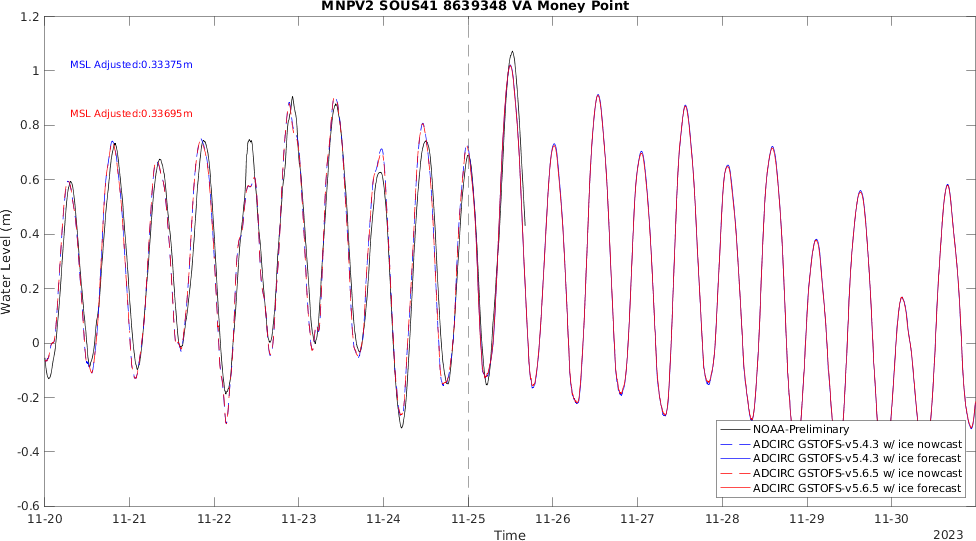 MNPV2 SOUS41 8639348 VA Money Point
1.2
1
0.8
0.6
0.4
0.2
0
-0.2
-0.4
-0.6
Water Level (m)
MSL Adjusted:0.33375m
MSL Adjusted:0.33695m
NOAA-Preliminary
ADCIRC GSTOFS-v5.4.3 w/ ice nowcast
ADCIRC GSTOFS-v5.4.3 w/ ice forecast
ADCIRC GSTOFS-v5.6.5 w/ ice nowcast
ADCIRC GSTOFS-v5.6.5 w/ ice forecast
11-20 11-21 11-22 11-23 11-24 11-25 11-26 11-27 11-28 11-29 11-30
Time
2023